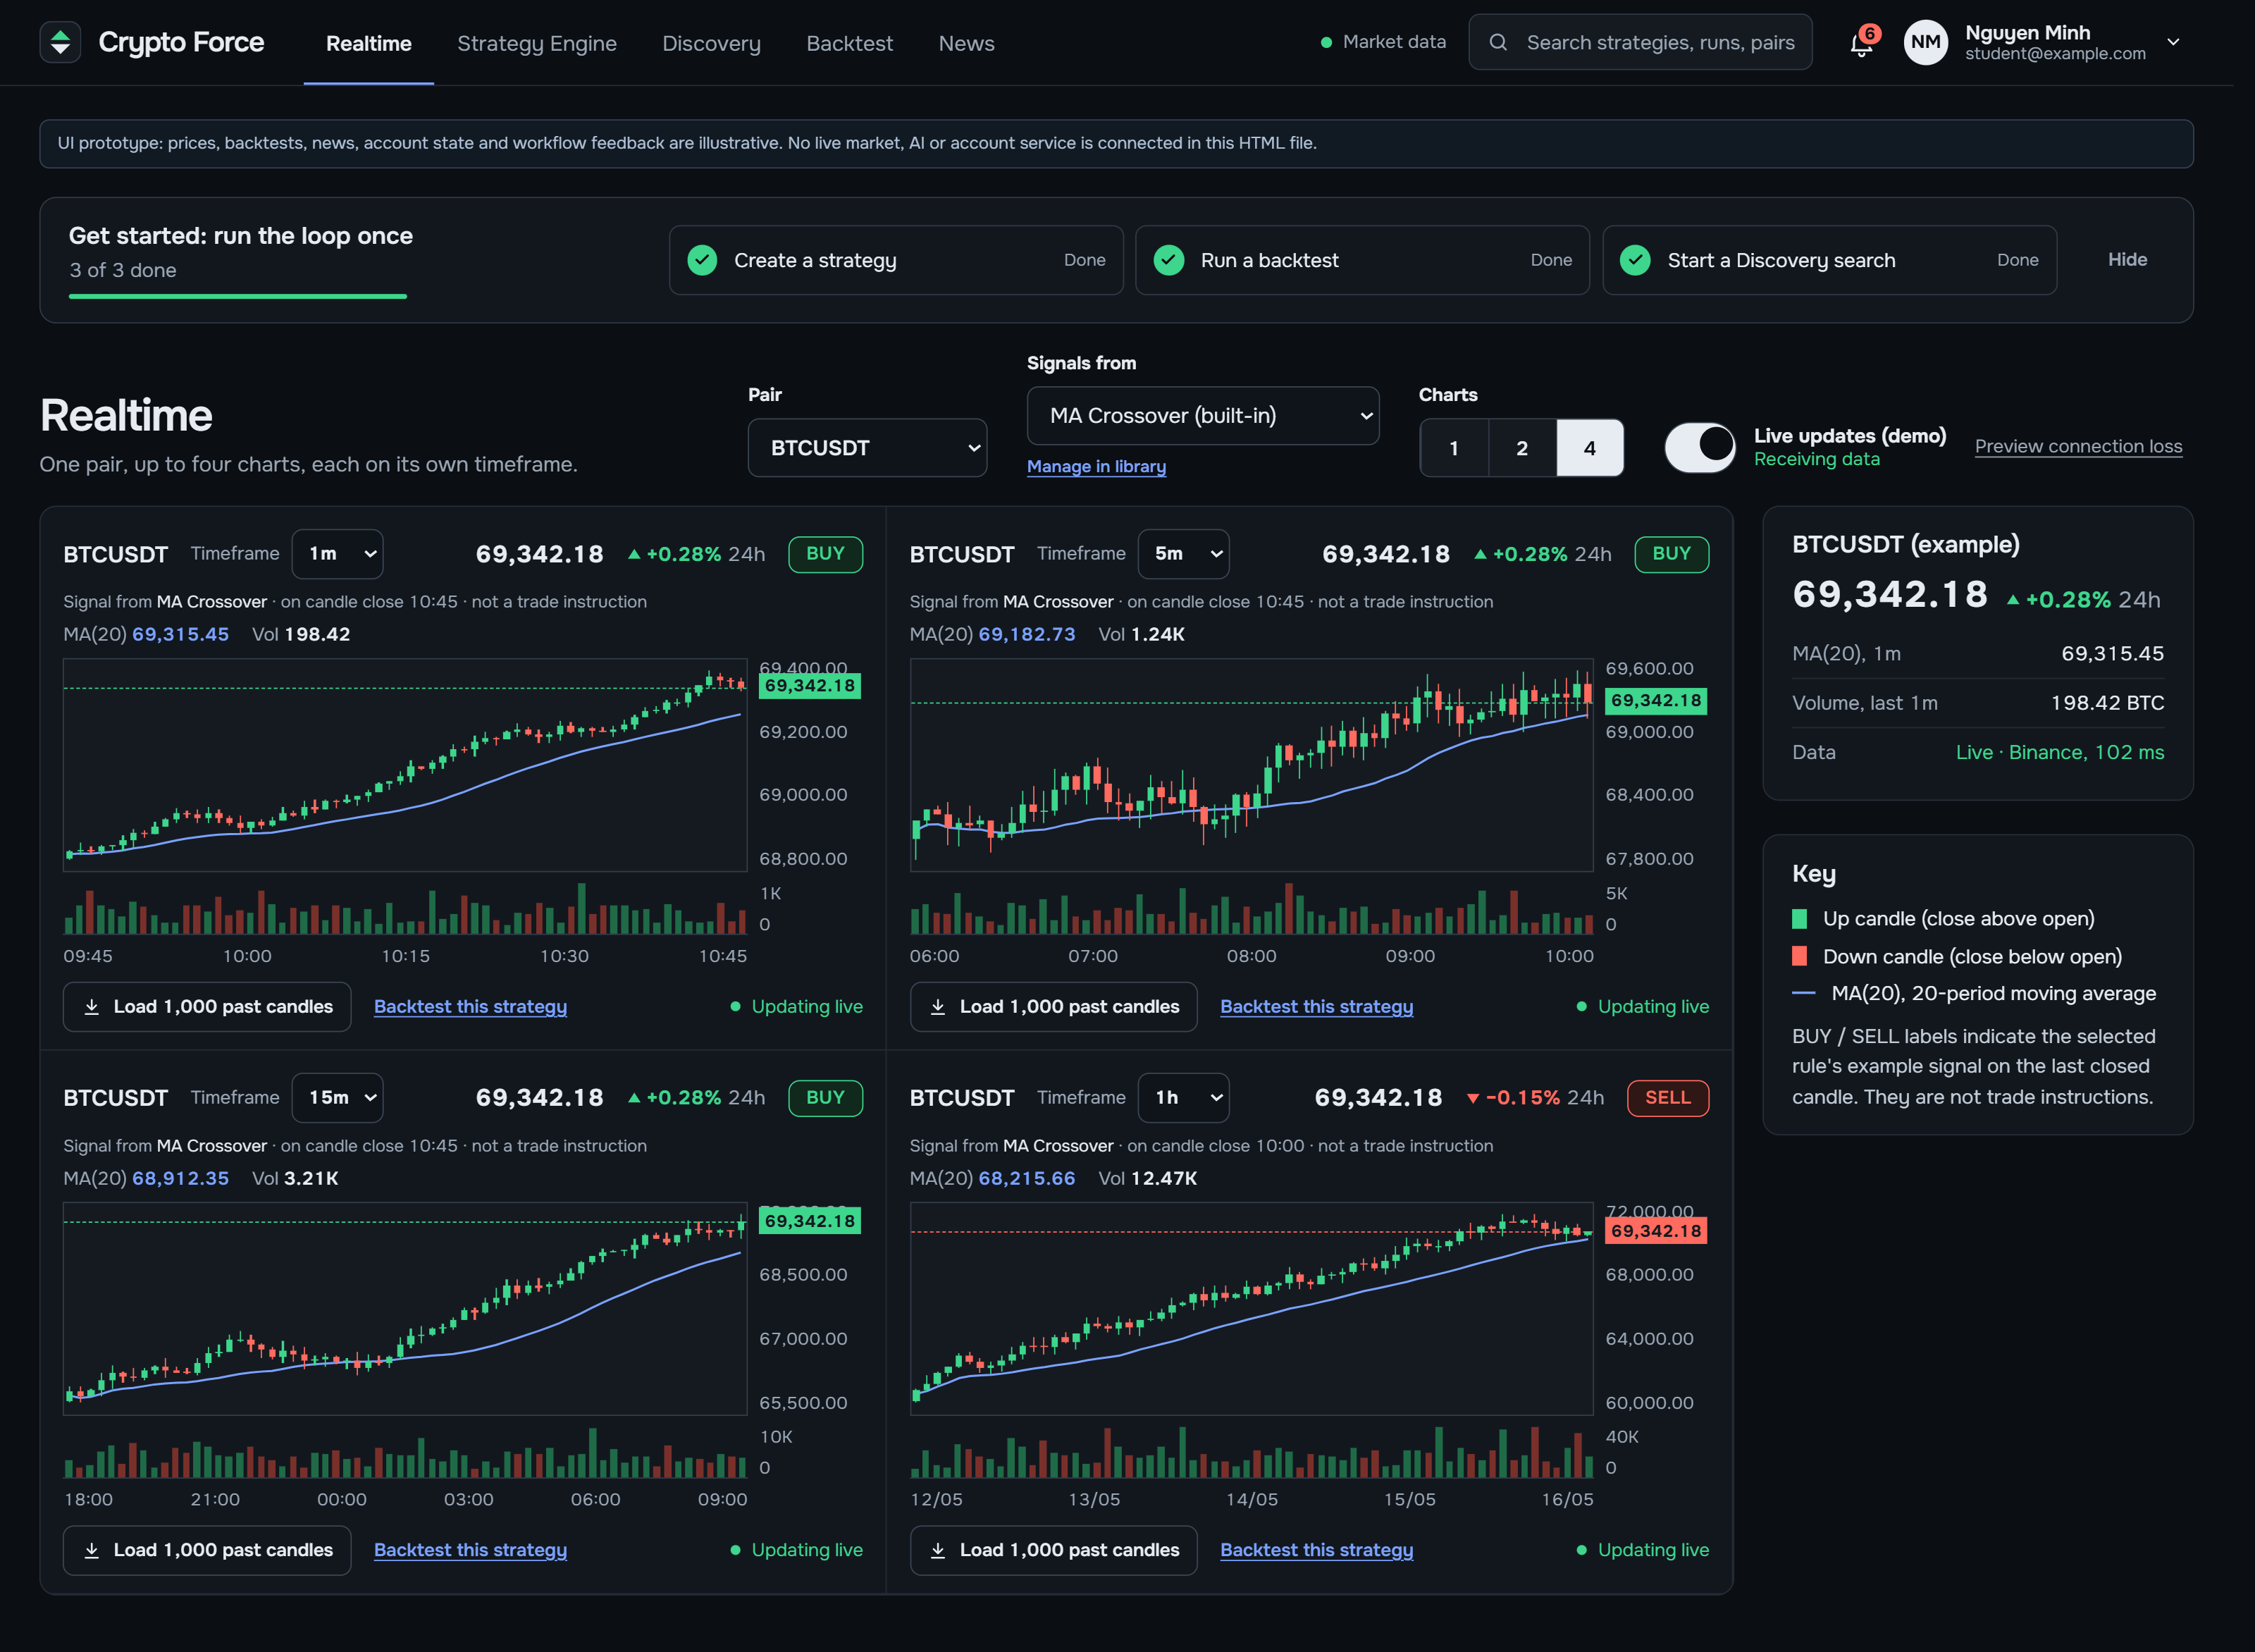 Crypto Force
Realtime
Strategy Engine
Discovery
Backtest
News
Market data
Search strategies, runs, pairs
6
NM
Nguyen Minh
student@example.com
UI prototype: prices, backtests, news, account state and workflow feedback are illustrative. No live market, AI or account service is connected in this HTML file.
Get started: run the loop once
3 of 3 done
Create a strategy Done
Run a backtest Done
Start a Discovery search Done
Hide
Realtime
One pair, up to four charts, each on its own timeframe.
Pair
BTCUSDT
Signals from
MA Crossover (built-in)
Manage in library
Charts
1 2 4
Live updates (demo)
Receiving data
Preview connection loss
BTCUSDT Timeframe 1m 69,342.18 ▲ +0.28% 24h BUY
Signal from MA Crossover · on candle close 10:45 · not a trade instruction
MA(20) 69,315.45 Vol 198.42
69,400.00
69,342.18
69,200.00
69,000.00
68,800.00
1K
0
09:45 10:00 10:15 10:30 10:45
Load 1,000 past candles Backtest this strategy Updating live
BTCUSDT Timeframe 5m 69,342.18 ▲ +0.28% 24h BUY
Signal from MA Crossover · on candle close 10:45 · not a trade instruction
MA(20) 69,182.73 Vol 1.24K
69,600.00
69,342.18
69,000.00
68,400.00
67,800.00
5K
0
06:00 07:00 08:00 09:00 10:00
Load 1,000 past candles Backtest this strategy Updating live
BTCUSDT Timeframe 15m 69,342.18 ▲ +0.28% 24h BUY
Signal from MA Crossover · on candle close 10:45 · not a trade instruction
MA(20) 68,912.35 Vol 3.21K
69,342.18
68,500.00
67,000.00
65,500.00
10K
0
18:00 21:00 00:00 03:00 06:00 09:00
Load 1,000 past candles Backtest this strategy Updating live
BTCUSDT Timeframe 1h 69,342.18 ▼ −0.15% 24h SELL
Signal from MA Crossover · on candle close 10:00 · not a trade instruction
MA(20) 68,215.66 Vol 12.47K
72,000.00
69,342.18
68,000.00
64,000.00
60,000.00
40K
0
12/05 13/05 14/05 15/05 16/05
Load 1,000 past candles Backtest this strategy Updating live
BTCUSDT (example)
69,342.18 ▲ +0.28% 24h
MA(20), 1m 69,315.45
Volume, last 1m 198.42 BTC
Data Live · Binance, 102 ms
Key
Up candle (close above open)
Down candle (close below open)
MA(20), 20-period moving average
BUY / SELL labels indicate the selected
rule's example signal on the last closed
candle. They are not trade instructions.